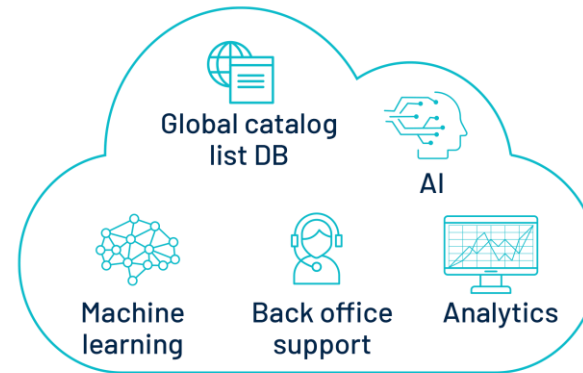 Global catalog
list DB
AI
Machine
learning
Back office
support
Analytics